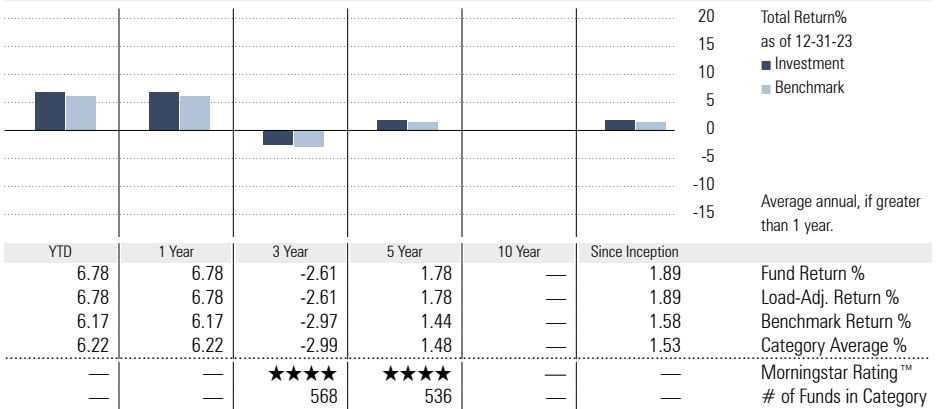 20
15
10
5
0
-5
-10
-15
Total Return%
as of 12-31-23
■ Investment
■ Benchmark
Average annual, if greater
than 1 year.
YTD 1 Year 3 Year 5 Year 10 Year Since Inception
6.78 6.78 -2.61 1.78 — 1.89 Fund Return %
6.78 6.78 -2.61 1.78 — 1.89 Load-Adj. Return %
6.17 6.17 -2.97 1.44 — 1.58 Benchmark Return %
6.22 6.22 -2.99 1.48 — 1.53 Category Average %
— — ★★★★ ★★★★ — — Morningstar Rating™
— — 568 536 — — # of Funds in Category